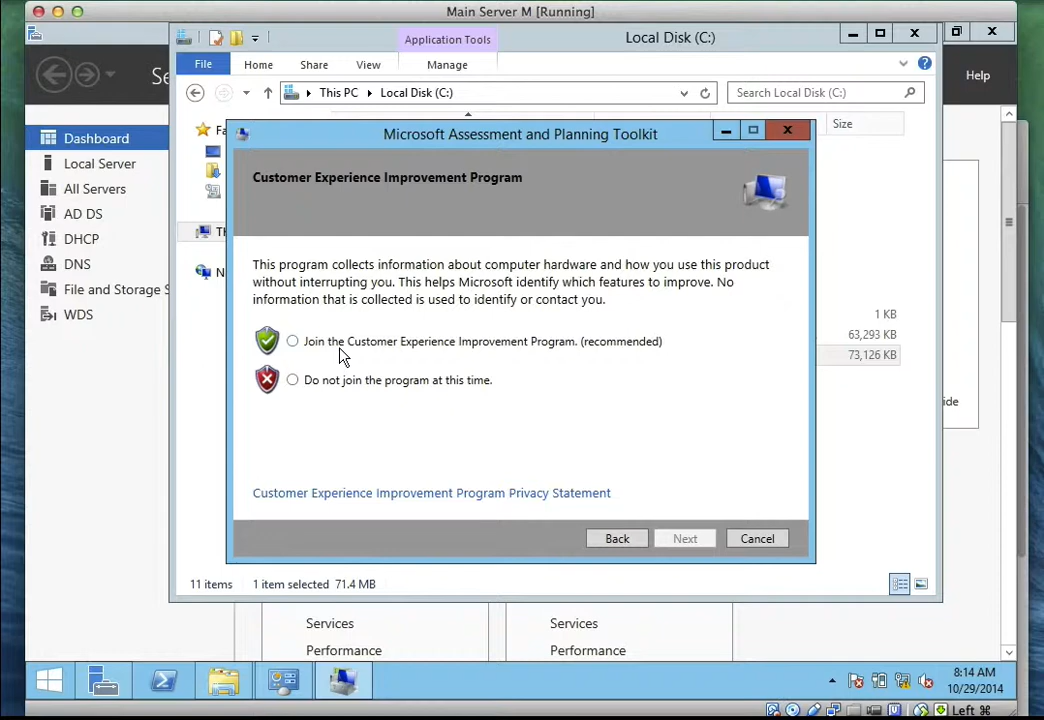 Main Server M [Running]
Application Tools
Local Disk (C:)
File
Home
Share
View
Manage
Help
This PC
Local Disk (C:)
Search Local Disk (C:)
Size
Dashboard
Local Server
All Servers
AD DS
DHCP
DNS
File and Storage S
WDS
Microsoft Assessment and Planning Toolkit
Customer Experience Improvement Program
This program collects information about computer hardware and how you use this product
without interrupting you. This helps Microsoft identify which features to improve. No
information that is collected is used to identify or contact you.
Join the Customer Experience Improvement Program. (recommended)
Do not join the program at this time.
Customer Experience Improvement Program Privacy Statement
Back
Next
Cancel
1 KB
63,293 KB
73,126 KB
ide
11 items
1 item selected 71.4 MB
Services
Performance
Services
Performance
8:14 AM
10/29/2014
Left ⌘